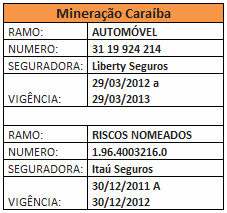 Mineração Caraíba
RAMO: AUTOMÓVEL
NUMERO: 31 19 924 214
SEGURADORA: Liberty Seguros
29/03/2012 a
VIGÊNCIA: 29/03/2013
RAMO: RISCOS NOMEADOS
NUMERO: 1.96.4003216.0
SEGURADORA: Itaú Seguros
30/12/2011 A
VIGÊNCIA: 30/12/2012